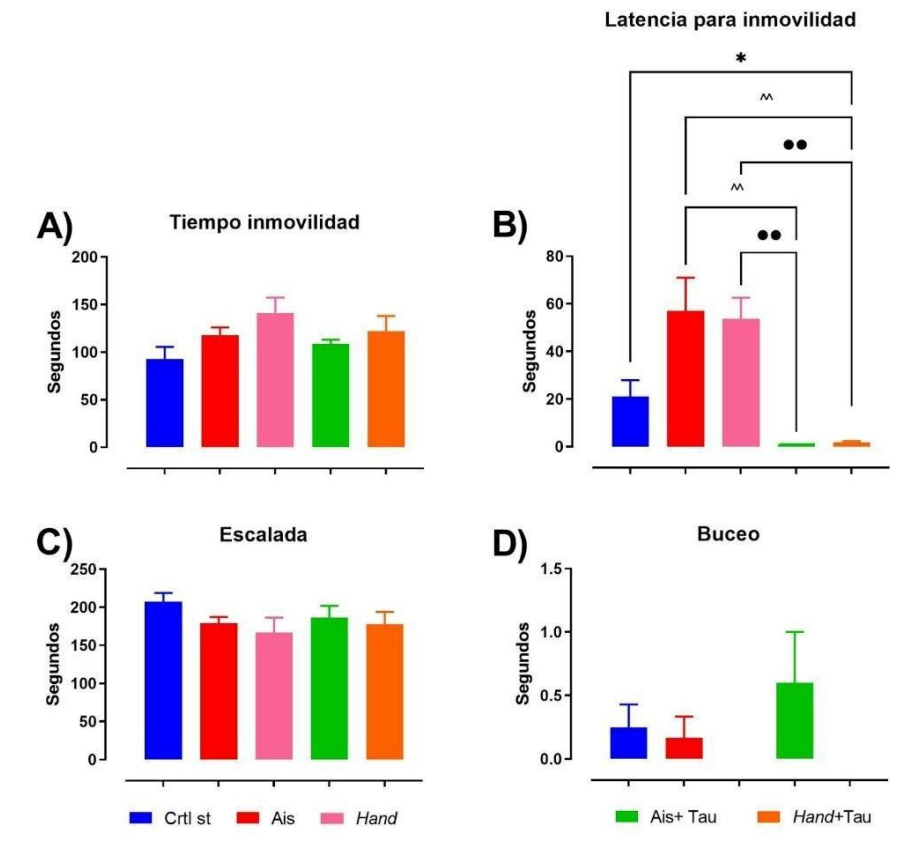 Latencia para inmovilidad
*
^^
●●
^^
●●
A)
Tiempo inmovilidad
Segundos
200
150
100
50
0
B)
Segundos
80
60
40
20
0
C)
Escalada
Segundos
250
200
150
100
50
0
D)
Buceo
Segundos
1.5
1.0
0.5
0.0
Crtl st Ais Hand
Ais+ Tau Hand+Tau